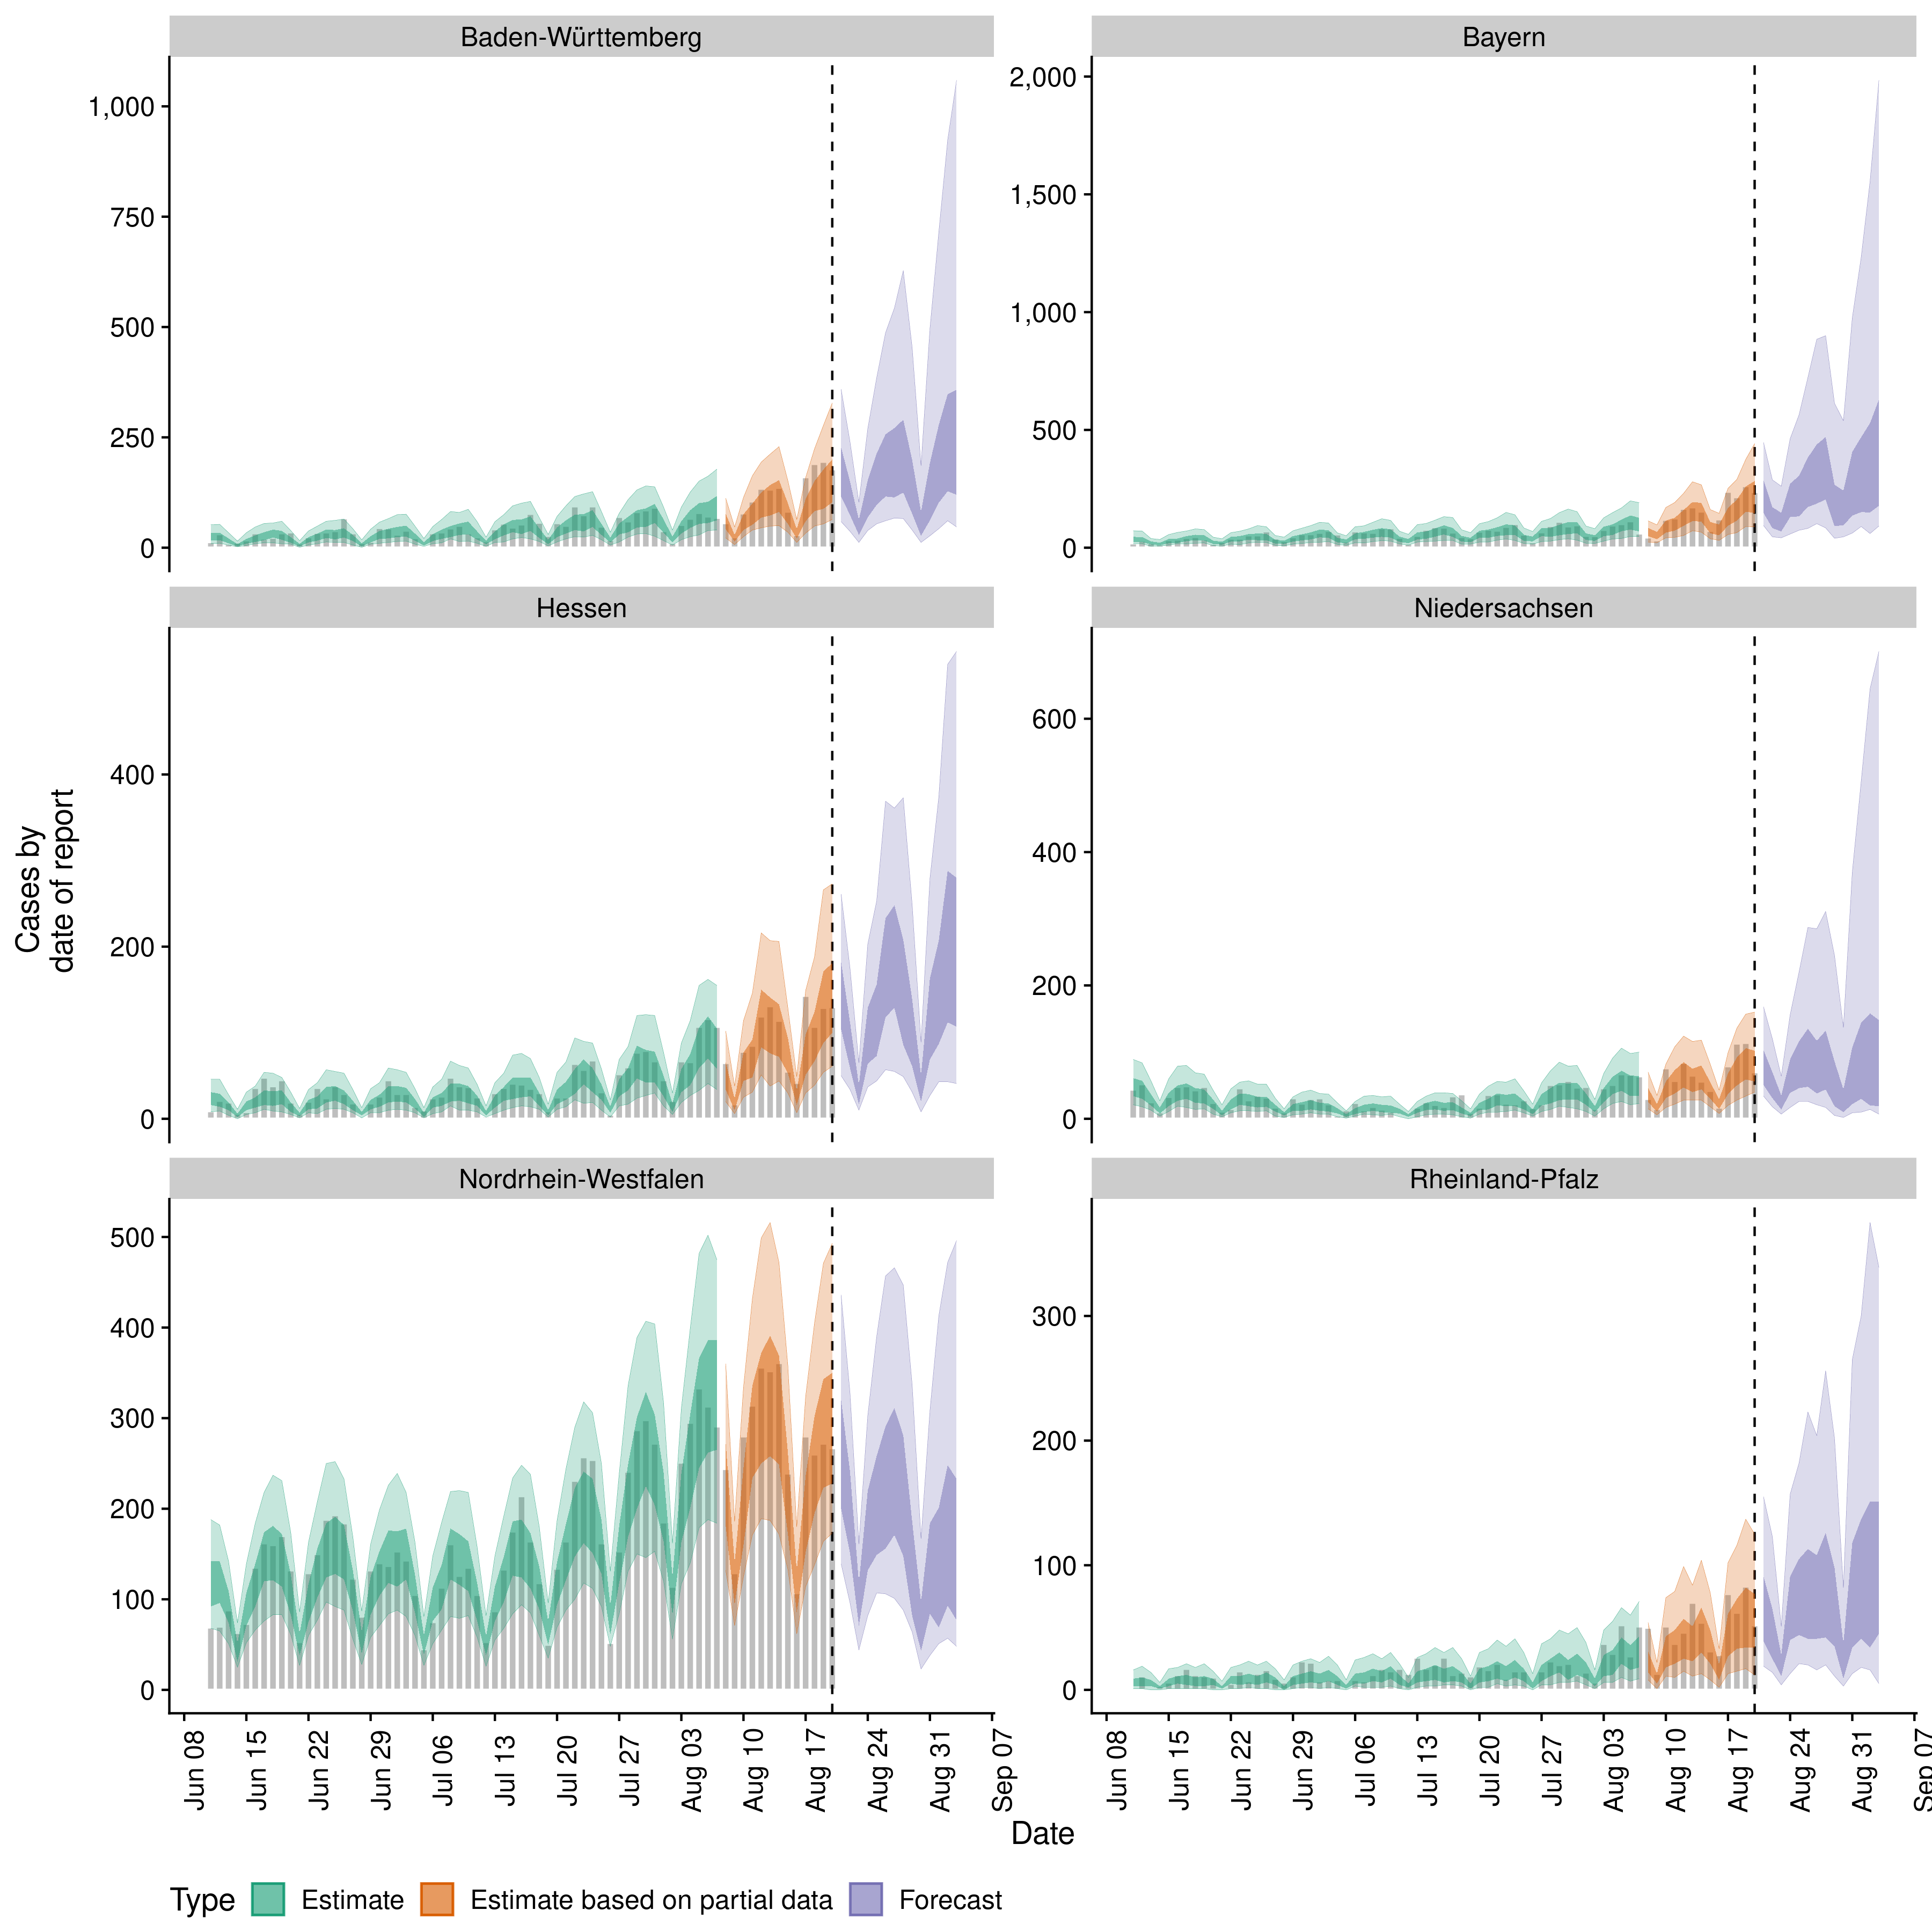 Baden-Württemberg
Bayern
1,000
750
500
250
0
2,000
1,500
1,000
500
0
Hessen
Niedersachsen
400
200
0
600
400
200
0
Nordrhein-Westfalen
Rheinland-Pfalz
500
400
300
200
100
0
300
200
100
0
Cases by
date of report
Jun 08
Jun 15
Jun 22
Jun 29
Jul 06
Jul 13
Jul 20
Jul 27
Aug 03
Aug 10
Aug 17
Aug 24
Aug 31
Sep 07
Jun 08
Jun 15
Jun 22
Jun 29
Jul 06
Jul 13
Jul 20
Jul 27
Aug 03
Aug 10
Aug 17
Aug 24
Aug 31
Sep 07
Date
Type Estimate Estimate based on partial data Forecast